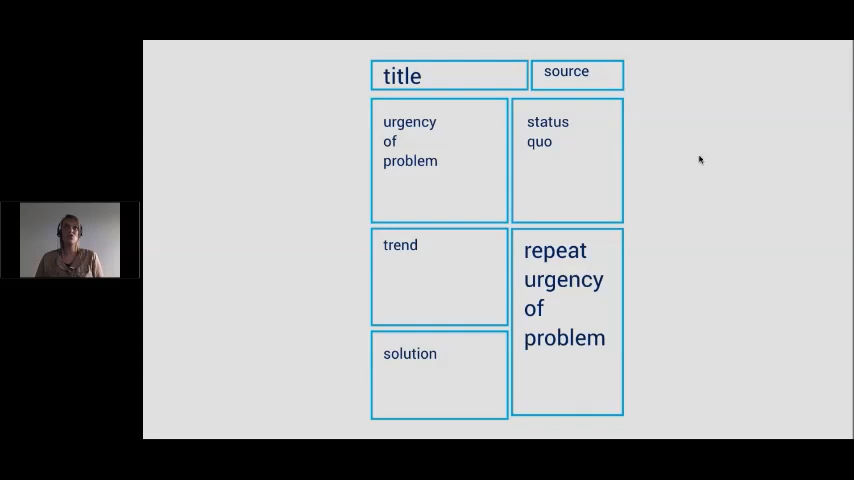 title
source
urgency
of
problem
status
quo
trend
repeat
urgency
of
problem
solution